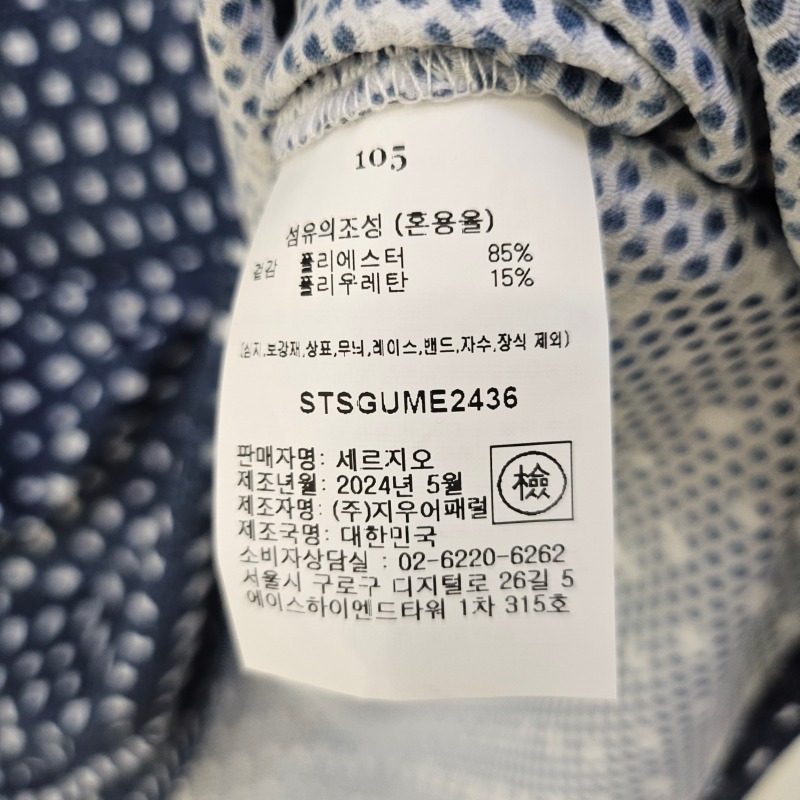 105
섬유의조성 (혼용율)
겉감 폴리에스터 85%
폴리우레탄 15%
(심지,보강재,상표,무늬,레이스,밴드,자수,장식 제외)
STSGUME2436
판매자명: 세르지오
제조년월: 2024년 5월
제조자명: (주)지우어패럴
檢
제조국명: 대한민국
소비자상담실 : 02-6220-6262
서울시 구로구 디지털로 26길 5
에이스하이엔드타워 1차 315호